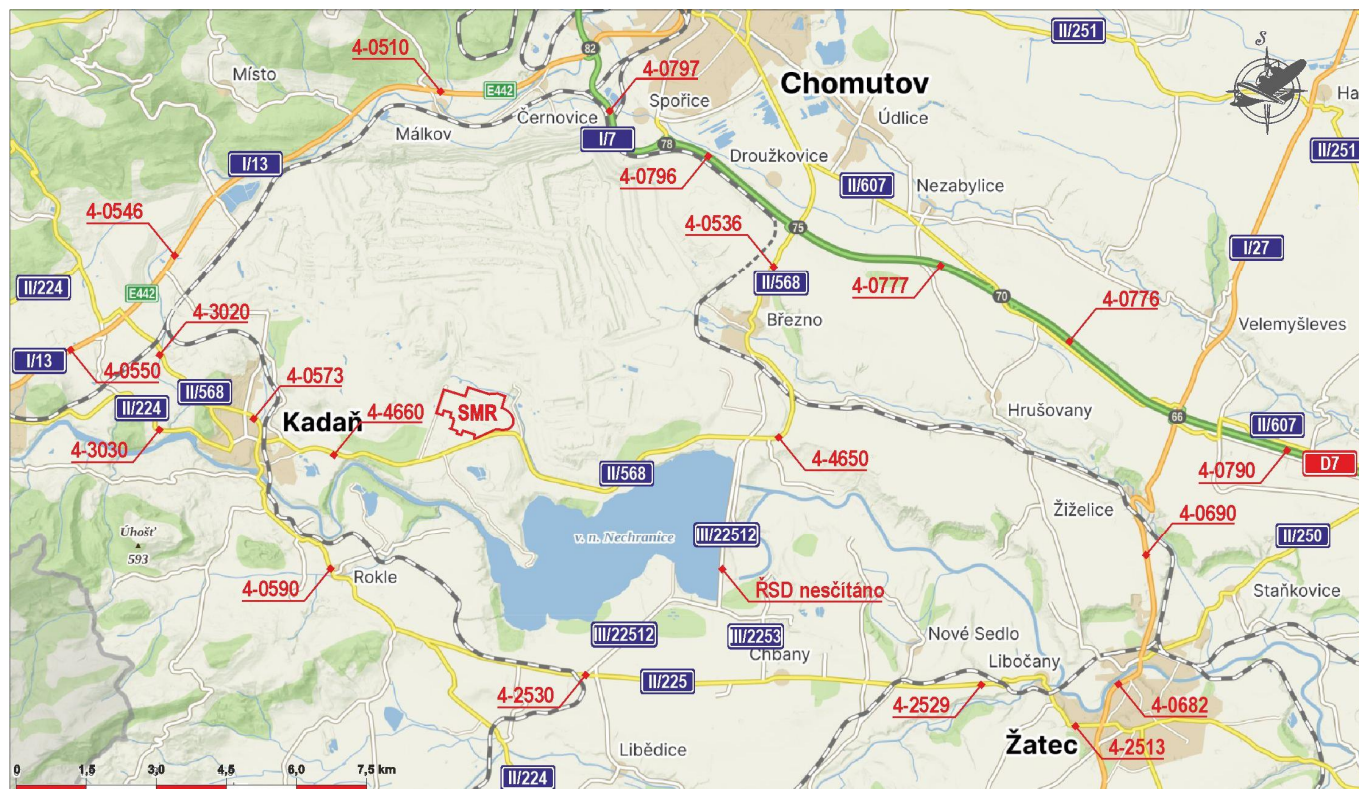 II/251
S
4-0510
82
Místo
E442
4-0797
Chomutov
Ha
Spořice
Černovice
Málkov
I/7
78
Údlice
II/251
I/13
Droužkovice
4-0796
II/607
Nezabylice
4-0546
4-0536
75
I/27
II/224
E442
II/568
4-0777
70
4-3020
4-0776
Březno
Velemyšleves
I/13
4-0550
4-0573
II/568
Hrušovany
II/224
Kadaň
4-4660
SMR
66
II/607
4-3030
4-4650
4-0790
D7
II/568
Žiželice
4-0690
Úhošť
593
v. n. Nechranice
III/22512
II/250
4-0590
Rokle
ŘSD nesčítáno
Staňkovice
III/22512
III/2253
Nové Sedlo
Chbany
Libočany
4-2530
II/225
4-2529
4-0682
Libědice
Žatec
4-2513
II/224
0 1,5 3,0 4,5 6,0 7,5 km